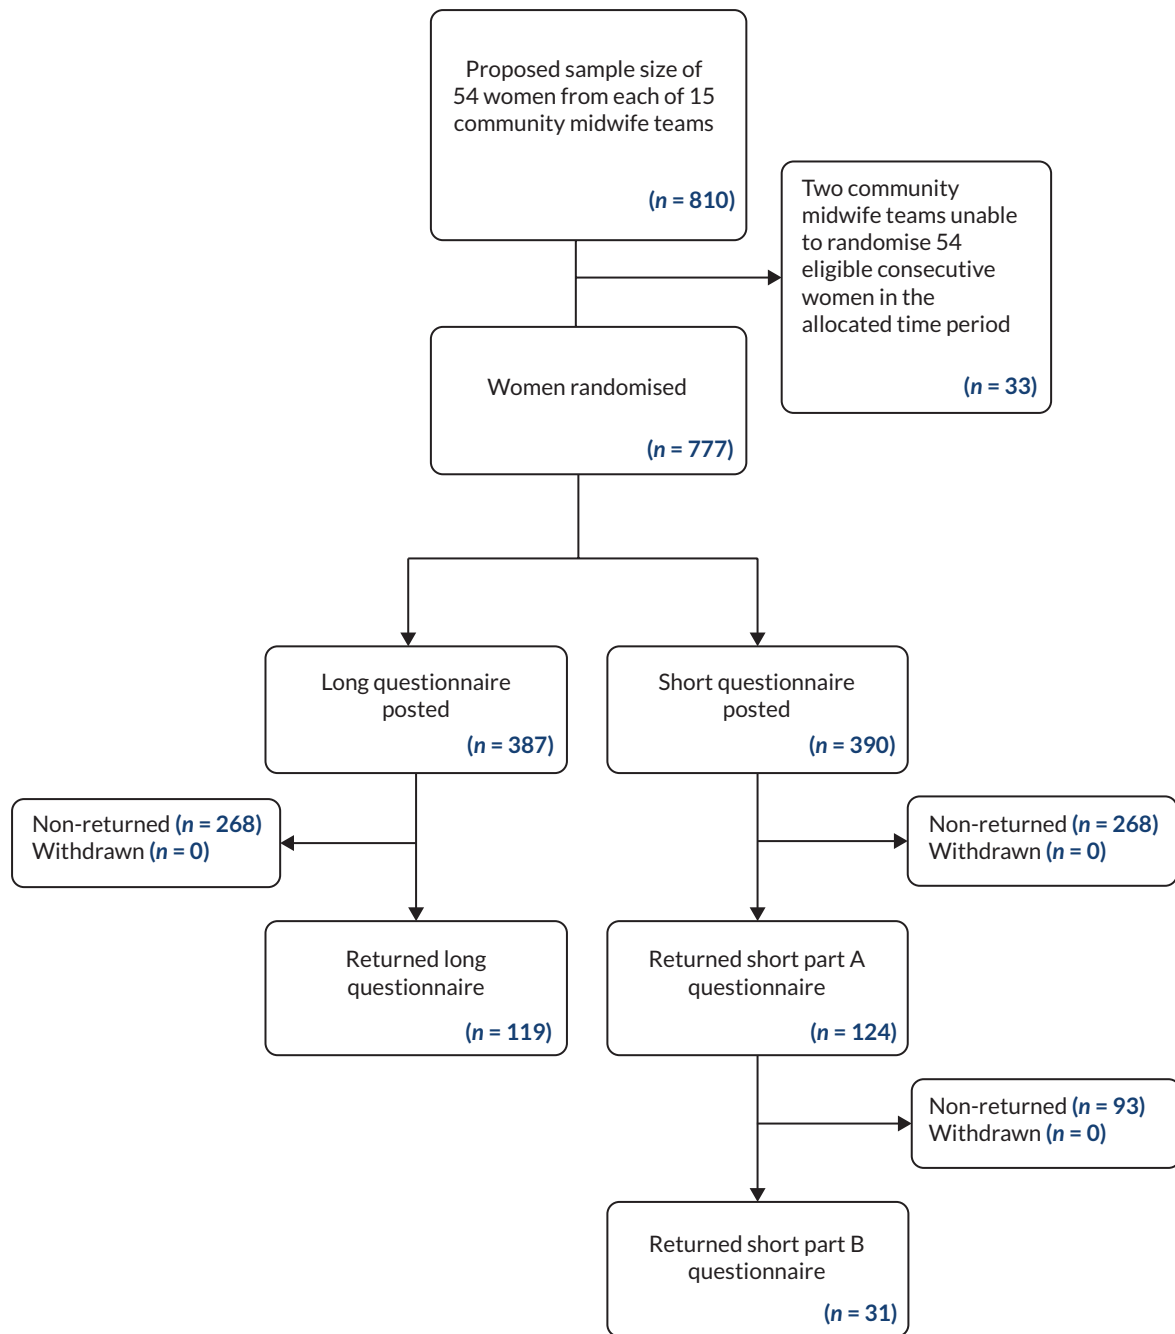 Proposed sample size of
54 women from each of 15
community midwife teams
(n = 810)
Two community
midwife teams unable
to randomise 54
eligible consecutive
women in the
allocated time period
(n = 33)
Women randomised
(n = 777)
Long questionnaire
posted
(n = 387)
Short questionnaire
posted
(n = 390)
Non-returned (n = 268)
Withdrawn (n = 0)
Non-returned (n = 268)
Withdrawn (n = 0)
Returned long
questionnaire
(n = 119)
Returned short part A
questionnaire
(n = 124)
Non-returned (n = 93)
Withdrawn (n = 0)
Returned short part B
questionnaire
(n = 31)